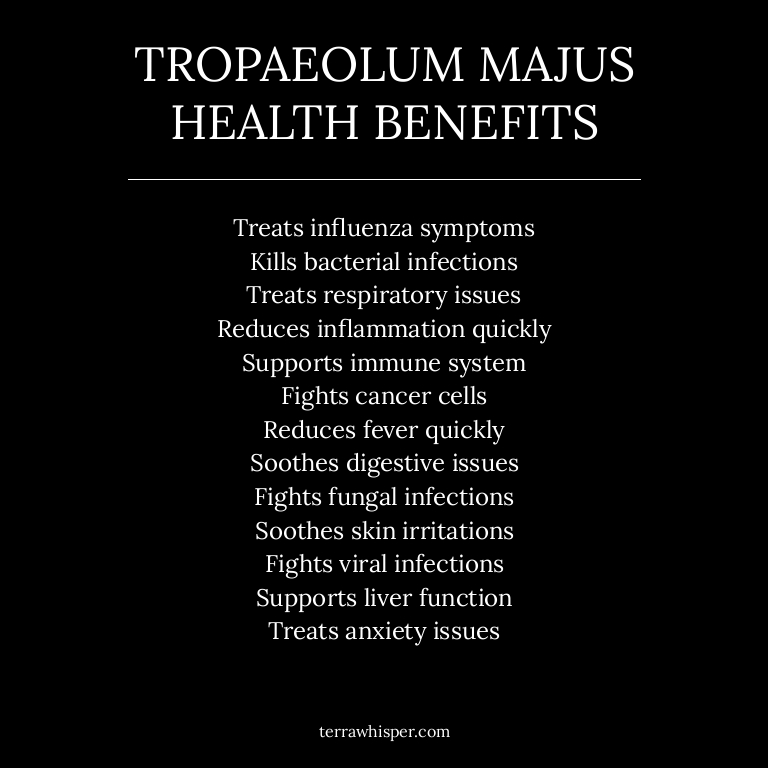 TROPAEOLUM MAJUS
HEALTH BENEFITS
Treats influenza symptoms
Kills bacterial infections
Treats respiratory issues
Reduces inflammation quickly
Supports immune system
Fights cancer cells
Reduces fever quickly
Soothes digestive issues
Fights fungal infections
Soothes skin irritations
Fights viral infections
Supports liver function
Treats anxiety issues
terrawhisper.com